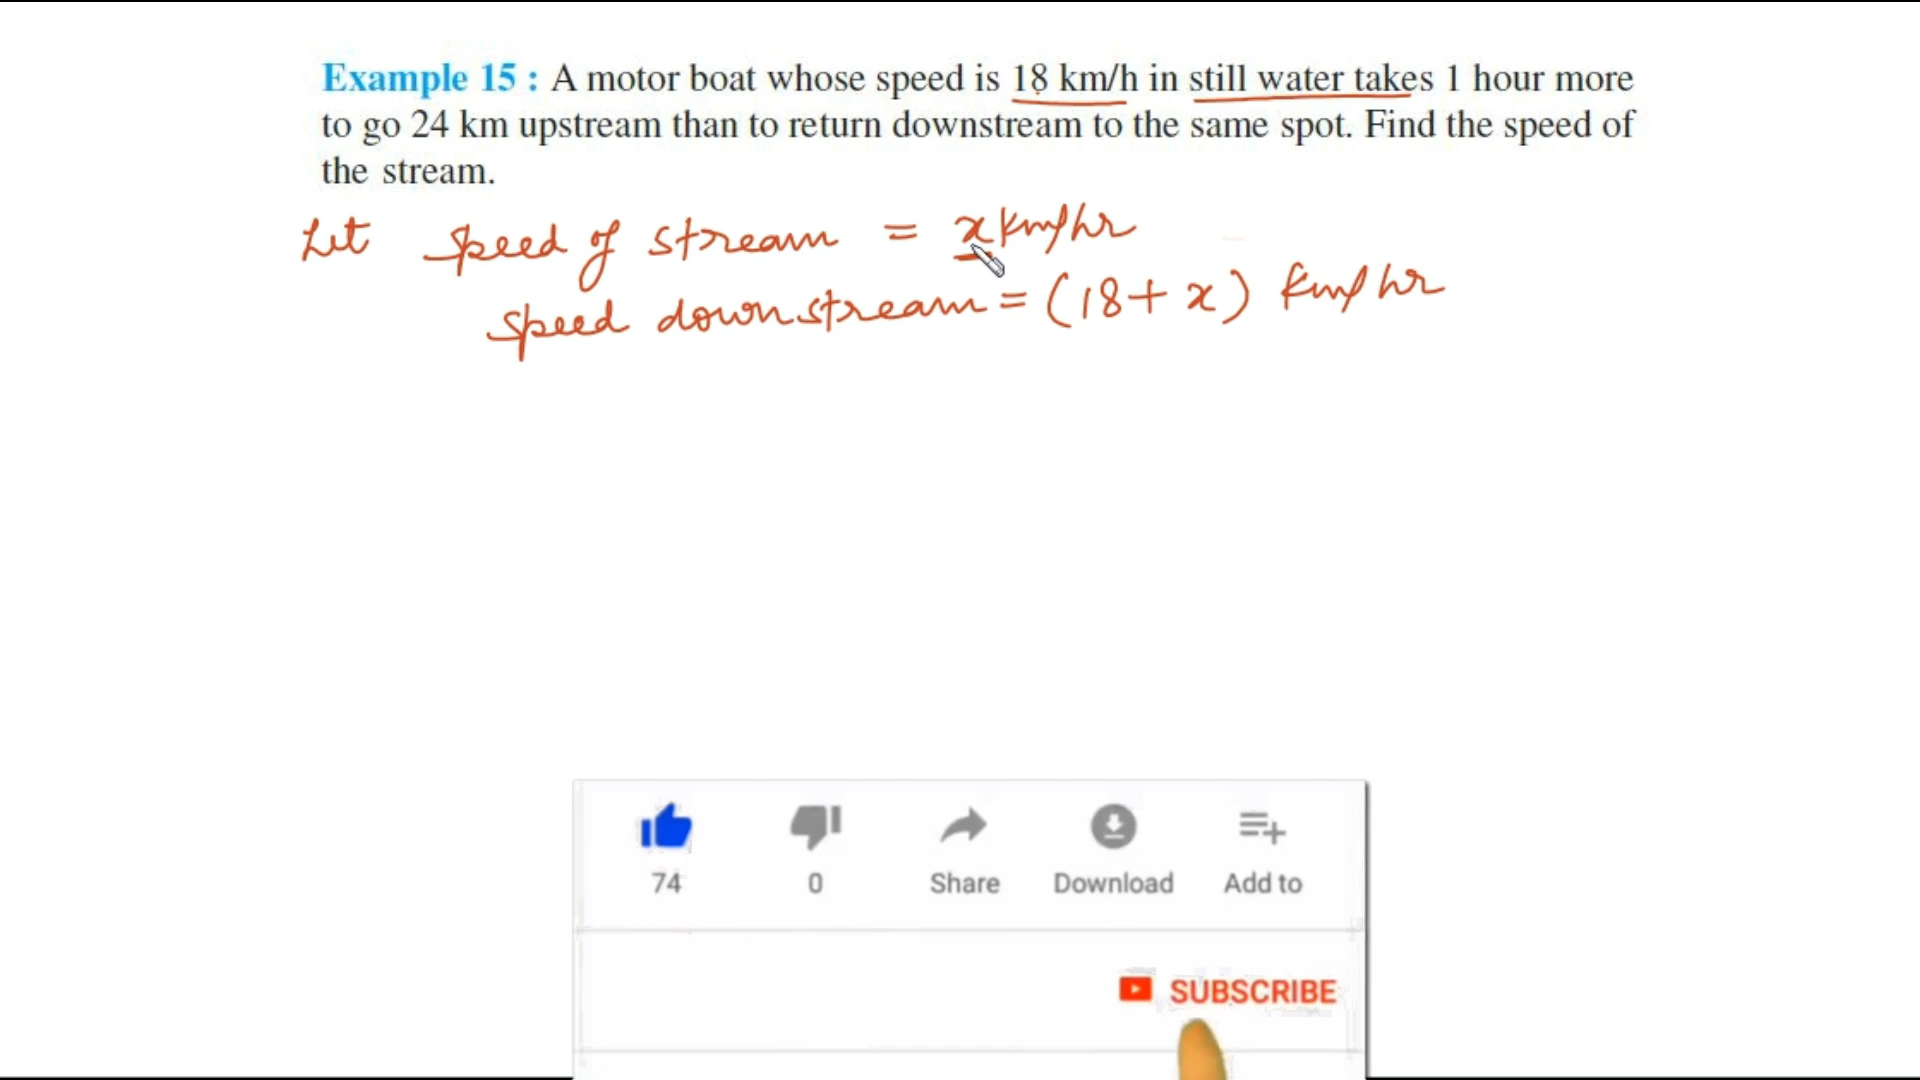 Example 15 : A motor boat whose speed is 18 km/h in still water takes 1 hour more
to go 24 km upstream than to return downstream to the same spot. Find the speed of
the stream.
Let speed of stream = x km/hr
speed downstream = (18 + x) km/hr
74 0 Share Download Add to
SUBSCRIBE